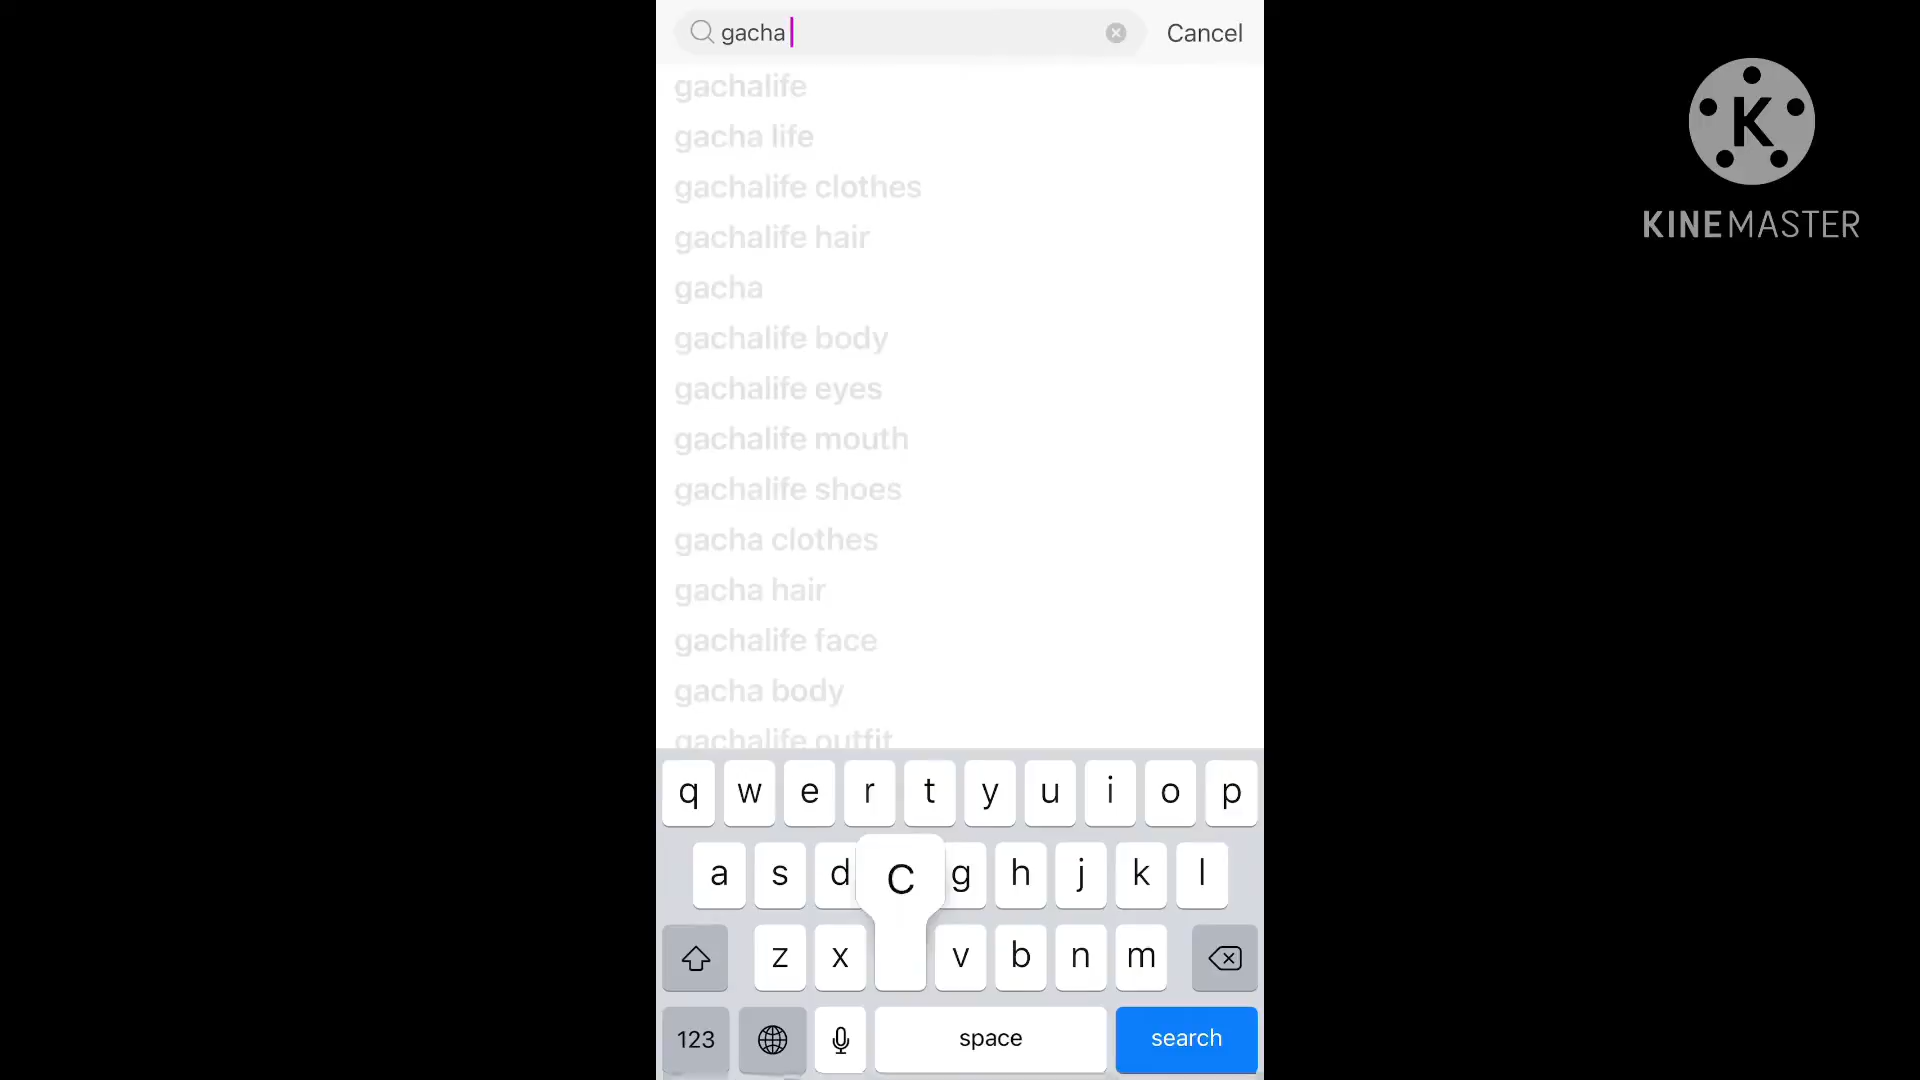 gacha
Cancel
gachalife
gacha life
gachalife clothes
gachalife hair
gacha
gachalife body
gachalife eyes
gachalife mouth
gachalife shoes
gacha clothes
gacha hair
gachalife face
gacha body
gachalife outfit
q w e r t y u i o p
a s d C g h j k l
z x v b n m
123 space search
K
KINEMASTER